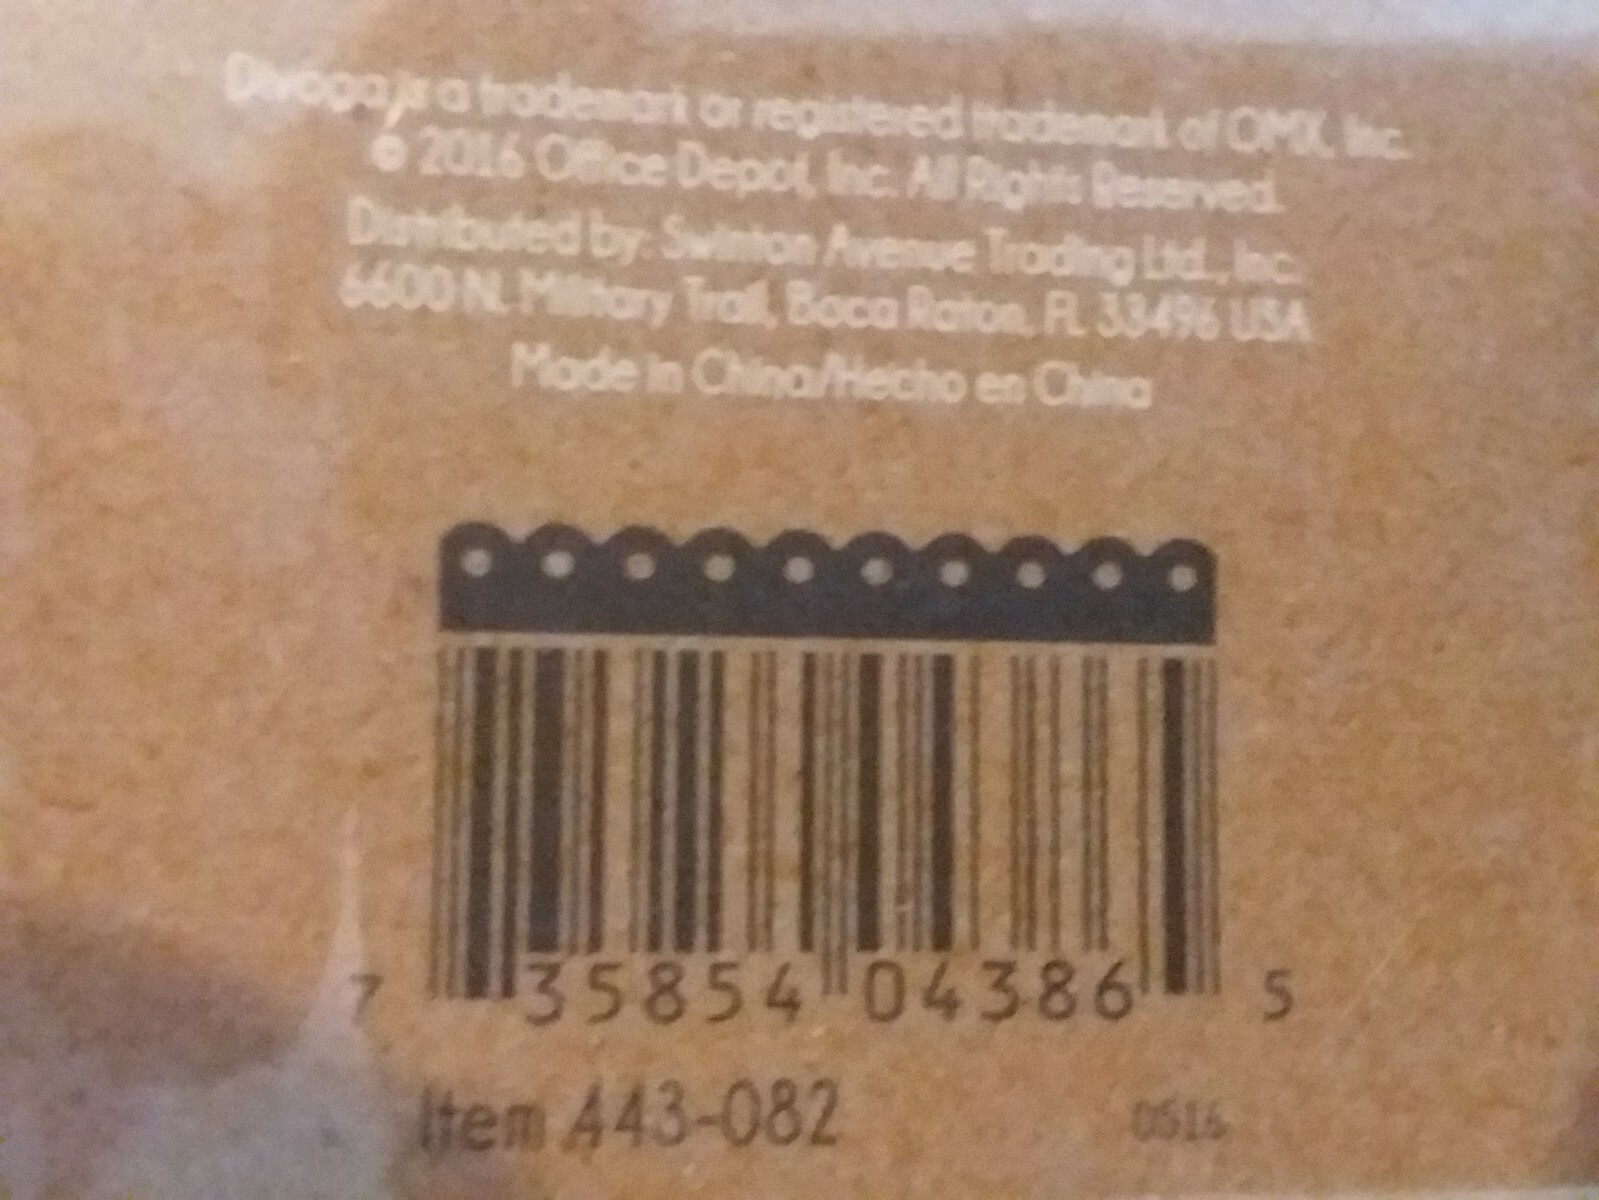 Divoga is a trademark or registered trademark of OMX, Inc.
© 2016 Office Depot, Inc. All Rights Reserved.
Distributed by: Swinton Avenue Trading Ltd., Inc.
6600 N. Military Trail, Boca Raton, FL 33496 USA
Made in China/Hecho en China
7 35854 04386 5
Item 443-082 0516